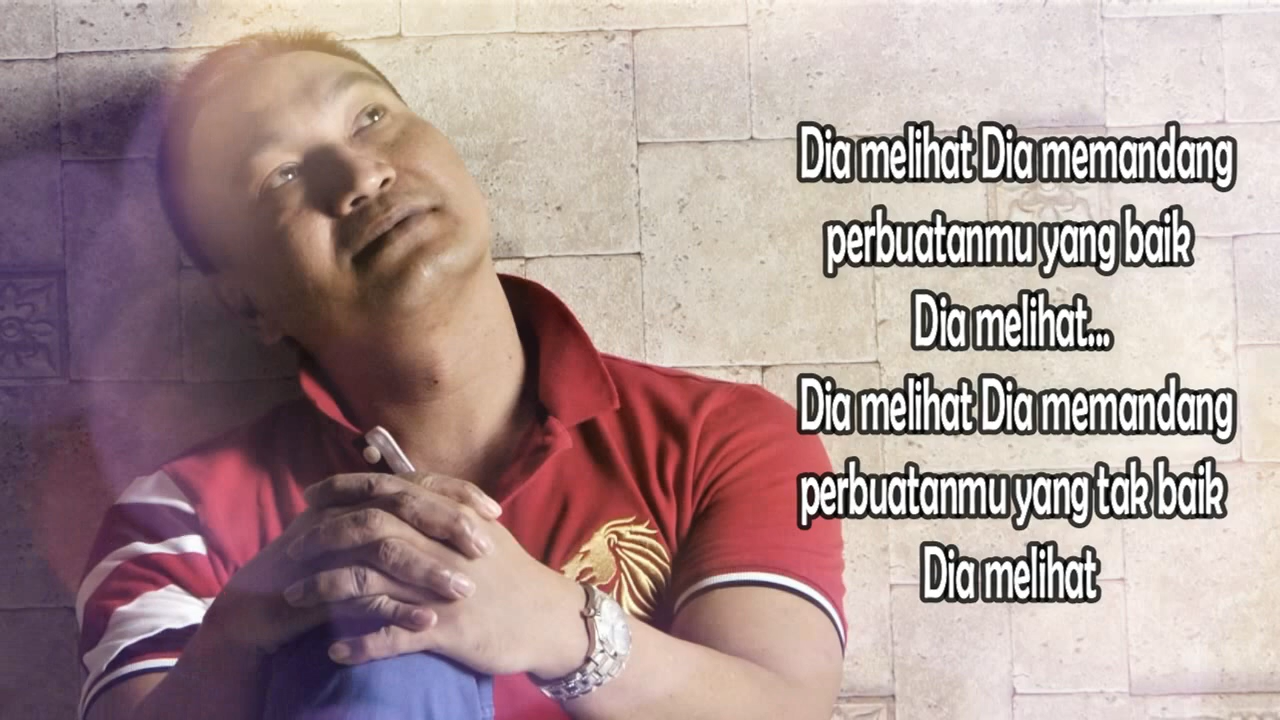 Dia melihat Dia memandang
perbuatanmu yang baik
Dia melihat...
Dia melihat Dia memandang
perbuatanmu yang tak baik
Dia melihat